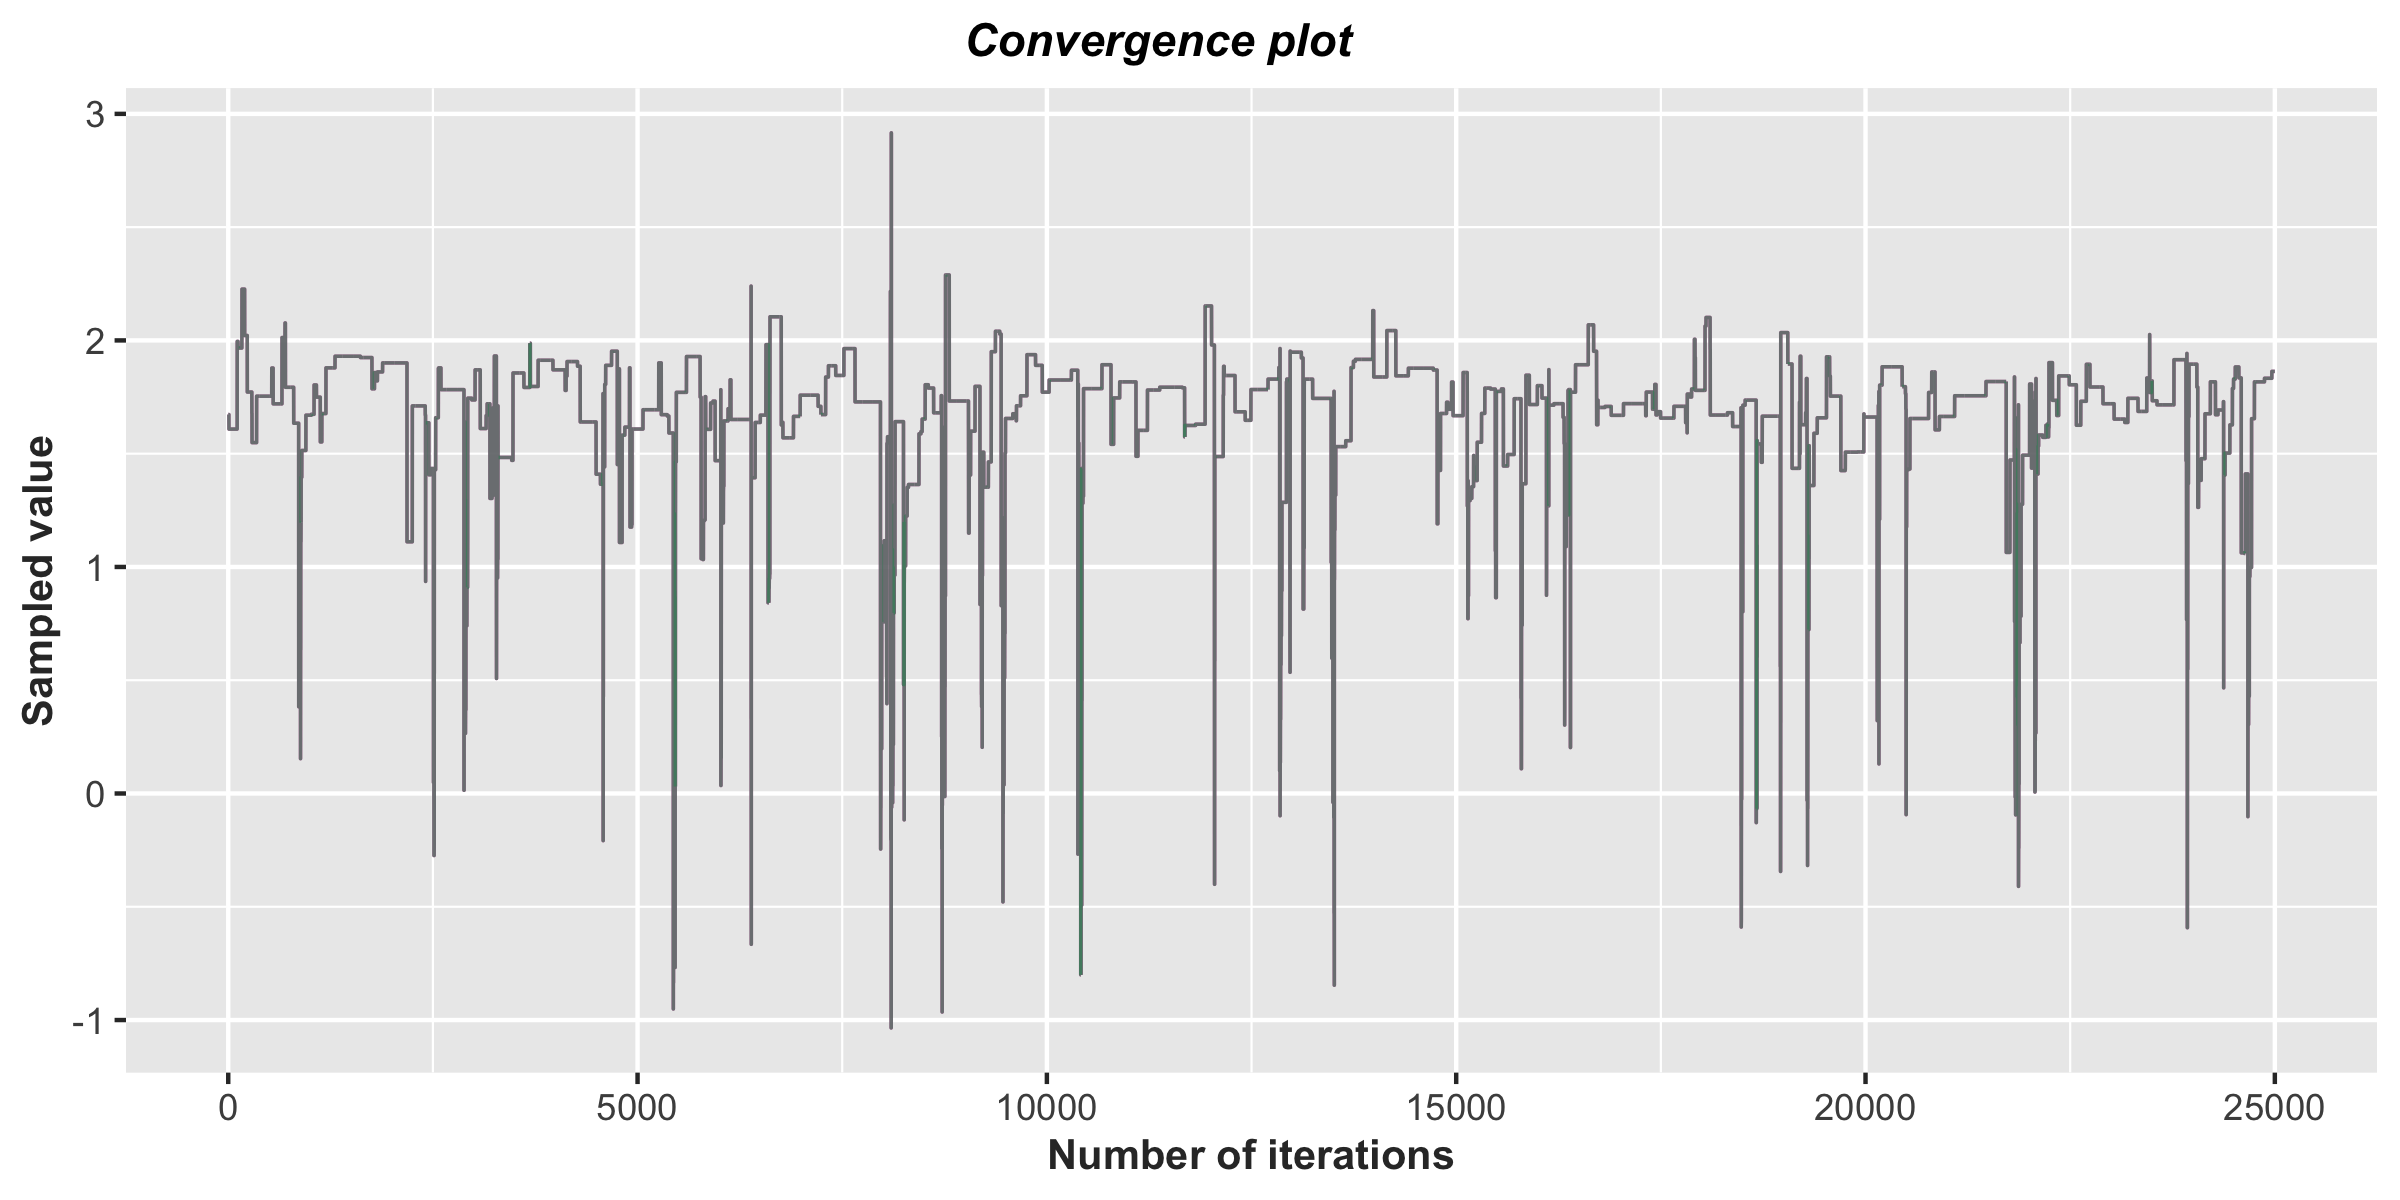 Convergence plot
3
2
1
0
-1
Sampled value
0 5000 10000 15000 20000 25000
Number of iterations